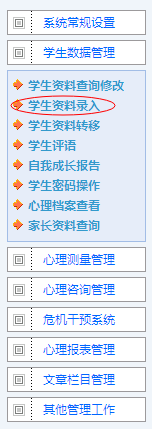 系统常规设置
学生数据管理
学生资料查询修改
学生资料录入
学生资料转移
学生评语
自我成长报告
学生密码操作
心理档案查看
家长资料查询
心理测量管理
心理咨询管理
危机干预系统
心理报表管理
文章栏目管理
其他管理工作